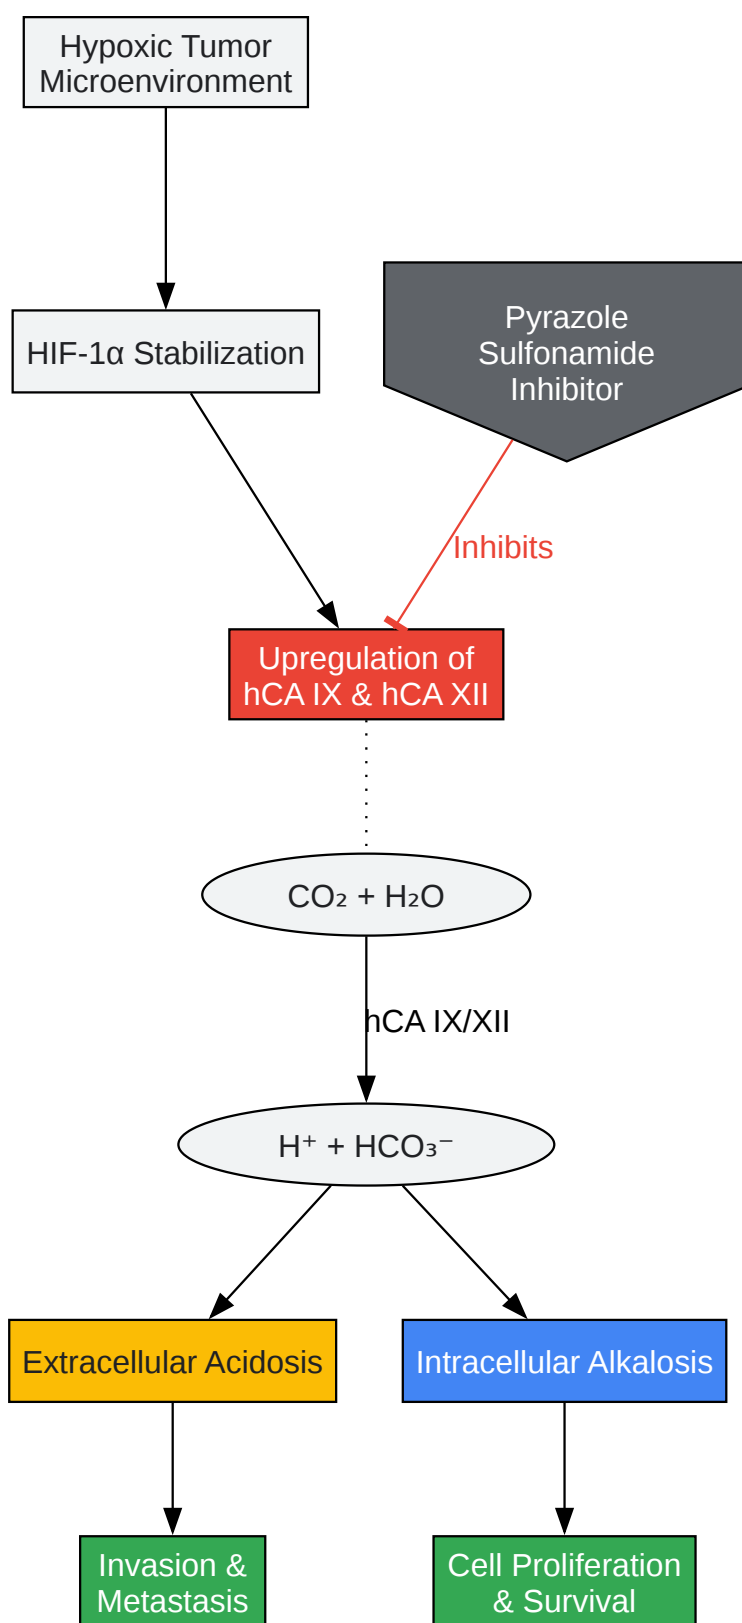 Hypoxic Tumor
Microenvironment
HIF-1α Stabilization
Pyrazole
Sulfonamide
Inhibitor
Inhibits
Upregulation of
hCA IX & hCA XII
CO₂ + H₂O
hCA IX/XII
H⁺ + HCO₃⁻
Extracellular Acidosis
Intracellular Alkalosis
Invasion &
Metastasis
Cell Proliferation
& Survival